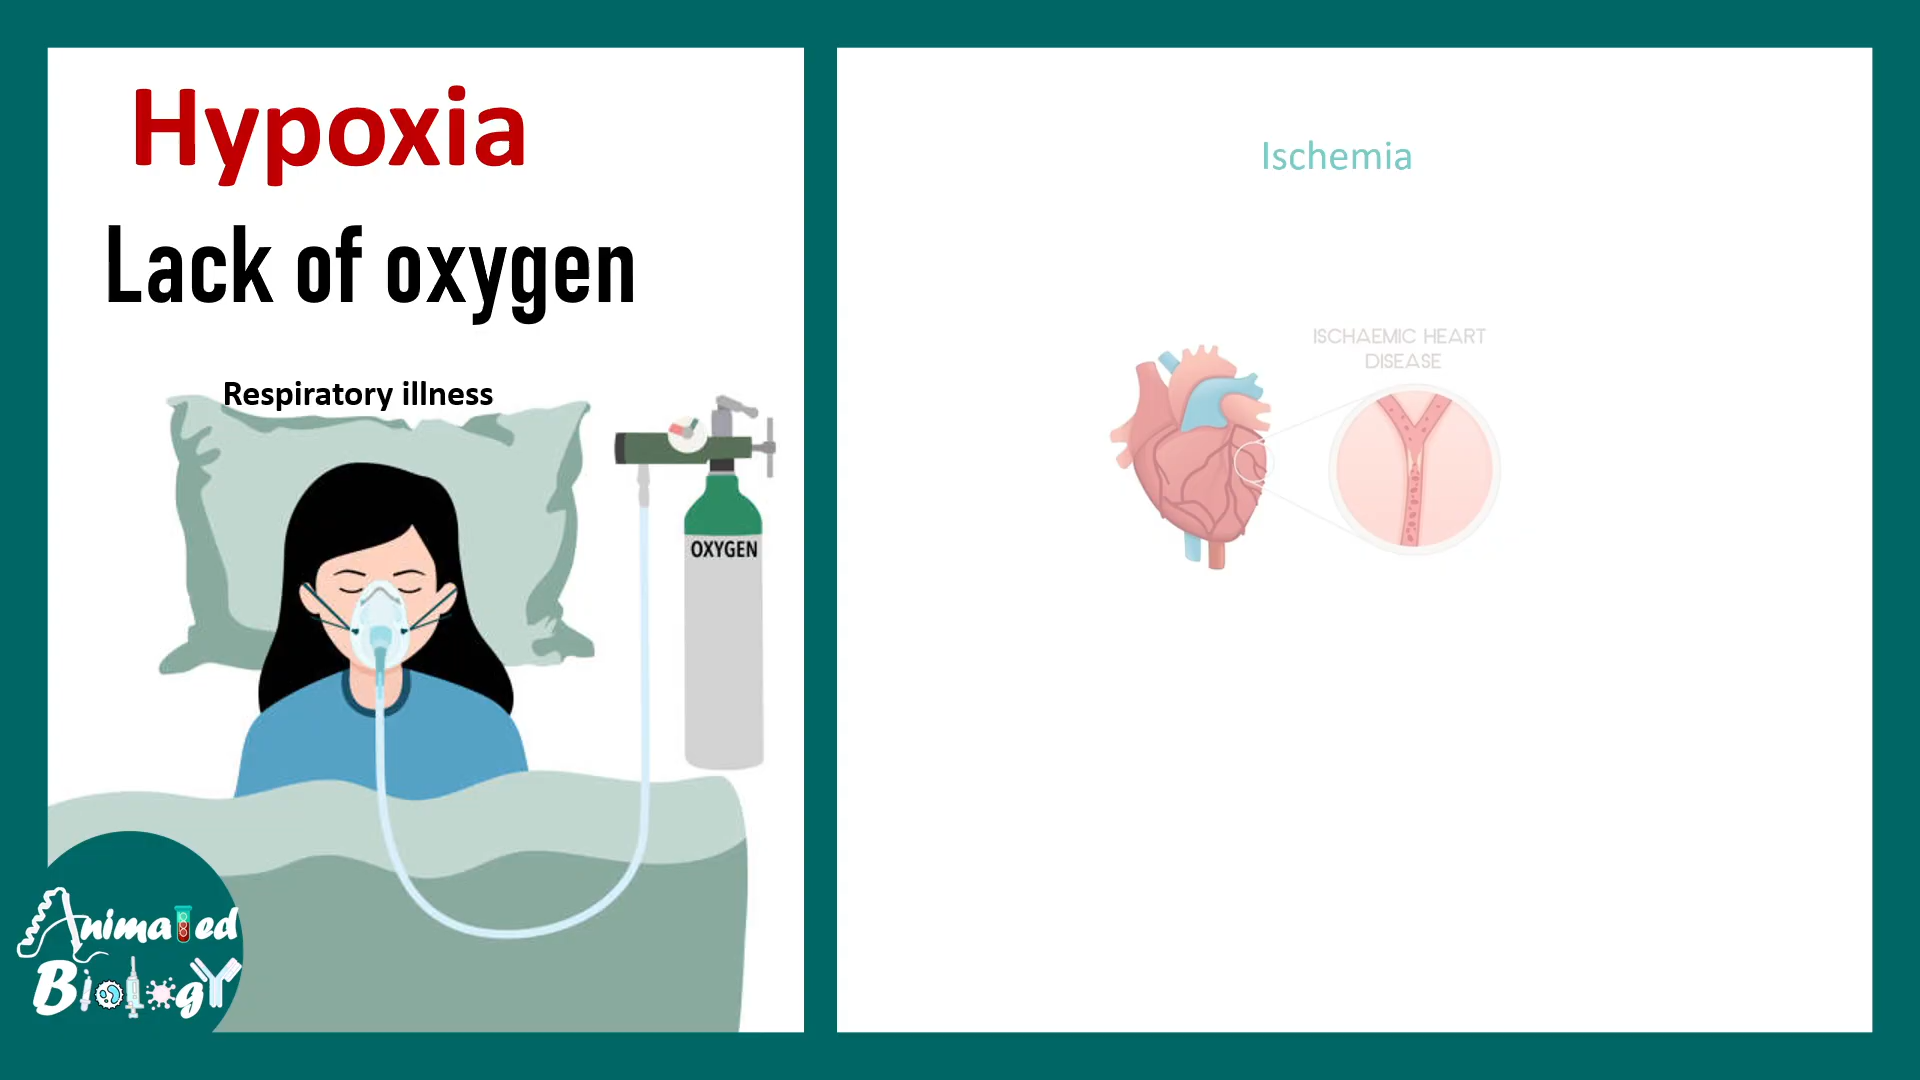 Hypoxia
Lack of oxygen
Respiratory illness
OXYGEN
Animated
Biology
Ischemia
ISCHAEMIC HEART
DISEASE